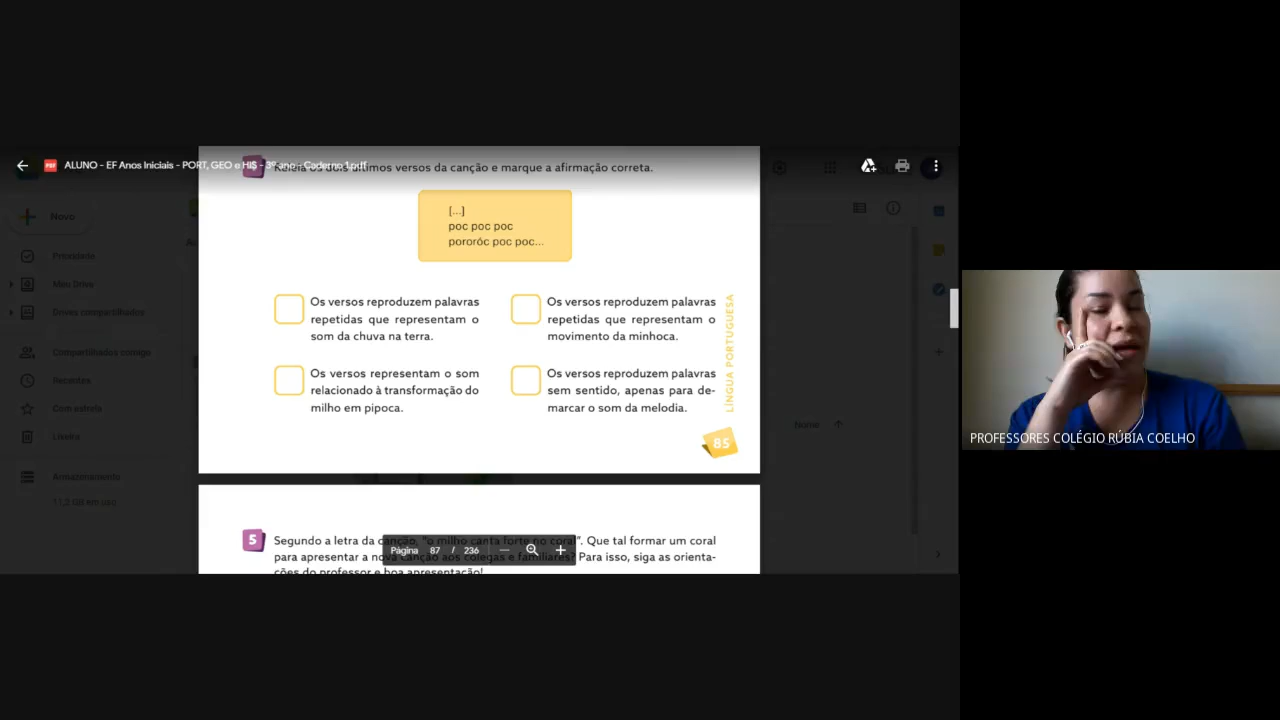 ALUNO - EF Anos Iniciais - PORT, GEO e HIS - 3º ano - Caderno 1.pdf
Releia os dois últimos versos da canção e marque a afirmação correta.
[...]
poc poc poc
pororóc poc poc...
Os versos reproduzem palavras
repetidas que representam o
som da chuva na terra.
Os versos reproduzem palavras
repetidas que representam o
movimento da minhoca.
Os versos representam o som
relacionado à transformação do
milho em pipoca.
Os versos reproduzem palavras
sem sentido, apenas para de-
marcar o som da melodia.
LÍNGUA PORTUGUESA
85
5
Segundo a letra da canção, "o milho canta forte no coral". Que tal formar um coral
para apresentar a nova canção aos colegas e familiares? Para isso, siga as orienta-
ções do professor e boa apresentação!
Página 87 / 236
Novo
Prioridade
Meu Drive
Drives compartilhados
Compartilhados comigo
Recentes
Com estrela
Lixeira
Armazenamento
11,2 GB em uso
Nome
PROFESSORES COLÉGIO RÚBIA COELHO